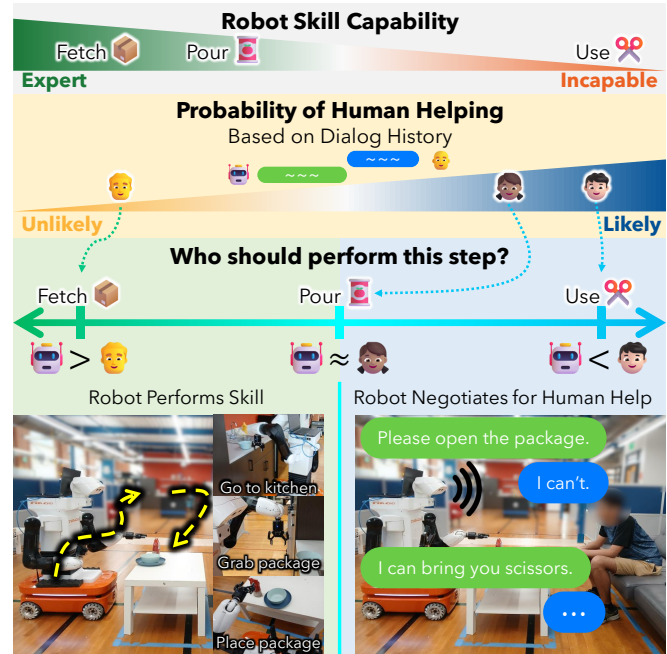 Robot Skill Capability
Fetch
Pour
Use
Expert
Incapable
Probability of Human Helping
Based on Dialog History
~~~
~~~
Unlikely
Likely
Who should perform this step?
Fetch
Pour
Use
>
≈
<
Robot Performs Skill
Robot Negotiates for Human Help
Go to kitchen
Grab package
Place package
Please open the package.
I can't.
I can bring you scissors.
...